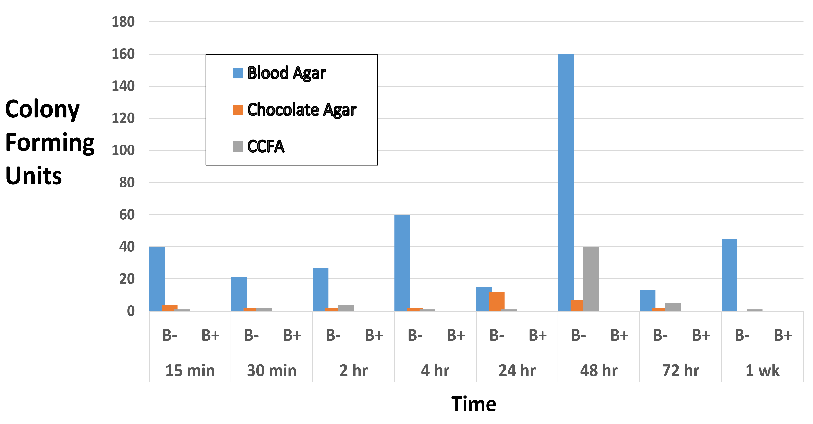 180
160
140
120
100
80
60
40
20
0
Colony
Forming
Units
Blood Agar
Chocolate Agar
CCFA
B- B+ B- B+ B- B+ B- B+ B- B+ B- B+ B- B+ B- B+
15 min 30 min 2 hr 4 hr 24 hr 48 hr 72 hr 1 wk
Time